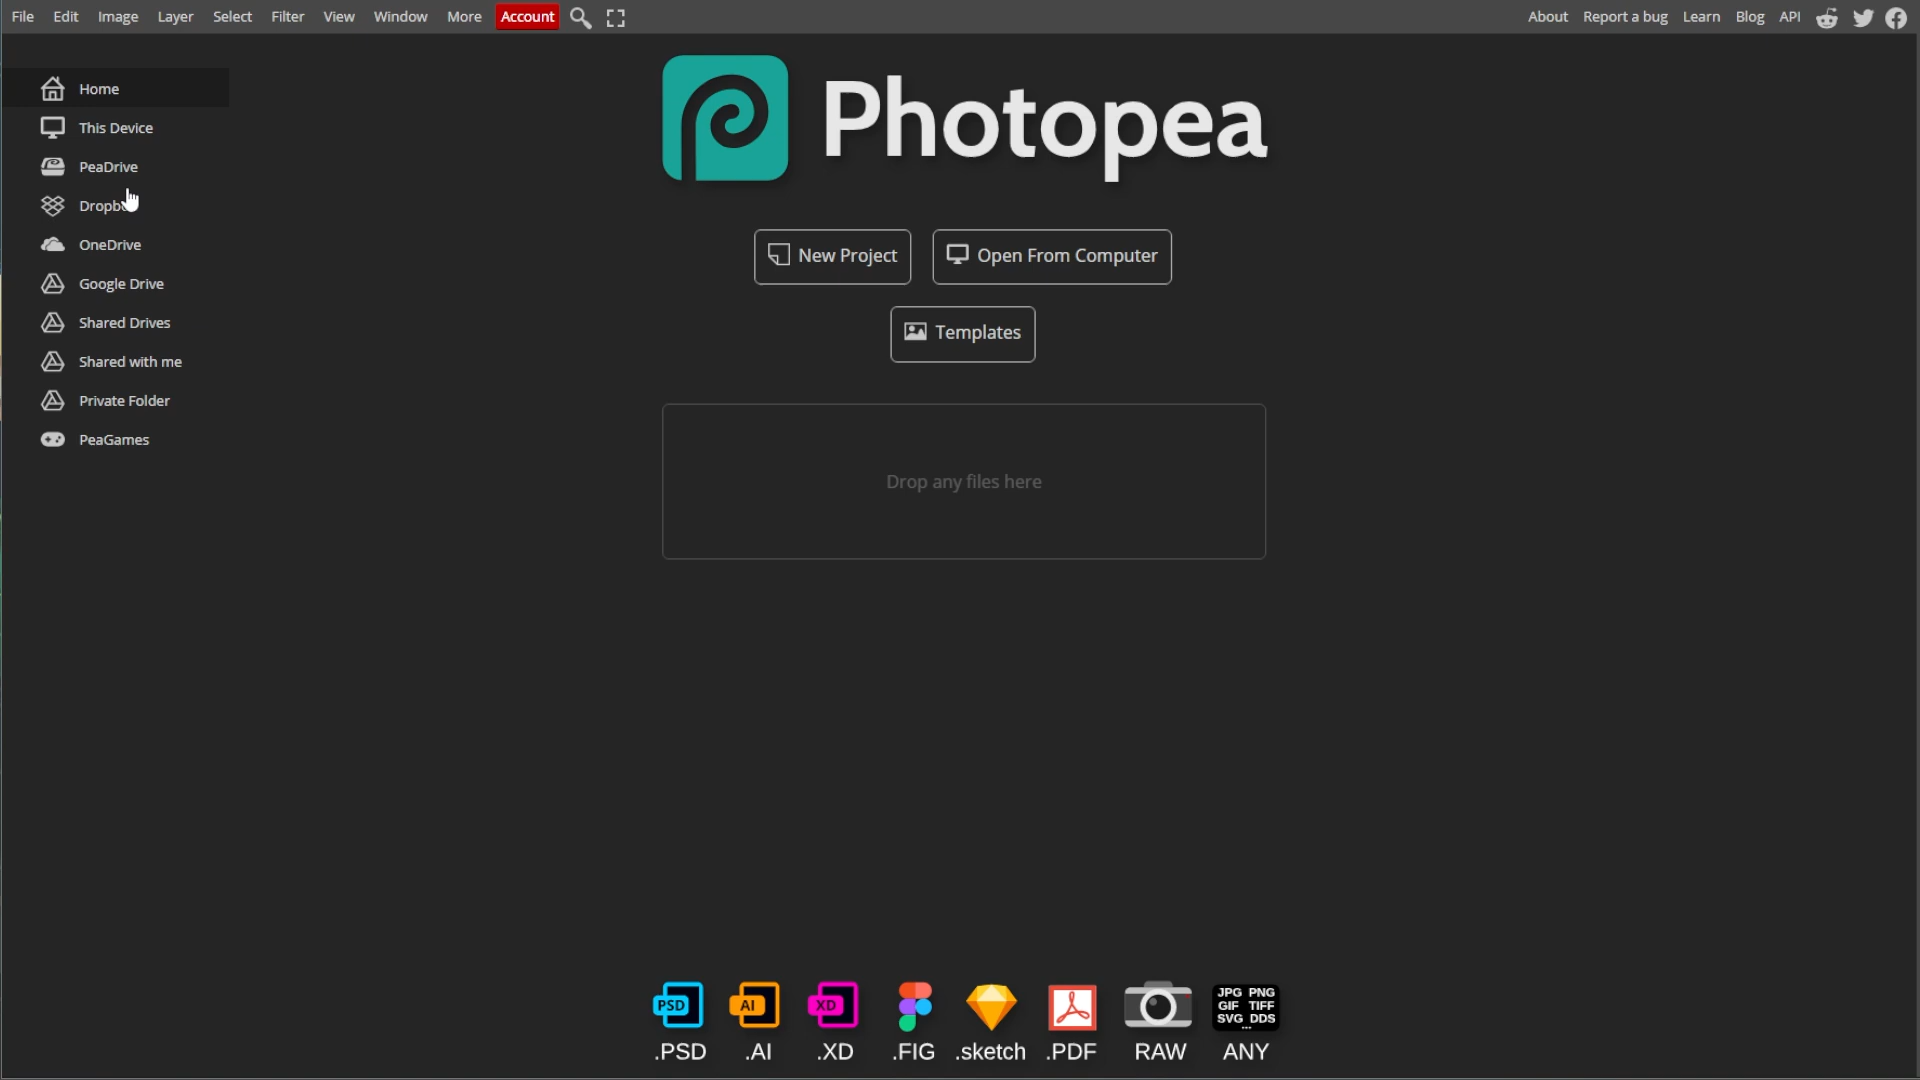 File Edit Image Layer Select Filter View Window More Account About Report a bug Learn Blog API
Home
This Device
PeaDrive
OneDrive
Google Drive
Shared Drives
Shared with me
Private Folder
PeaGames
Photopea
New Project
Open From Computer
Templates
Drop any files here
PSD AI XD
JPG PNG
GIF TIFF
SVG DDS
...
.PSD .AI .XD .FIG .sketch .PDF RAW ANY